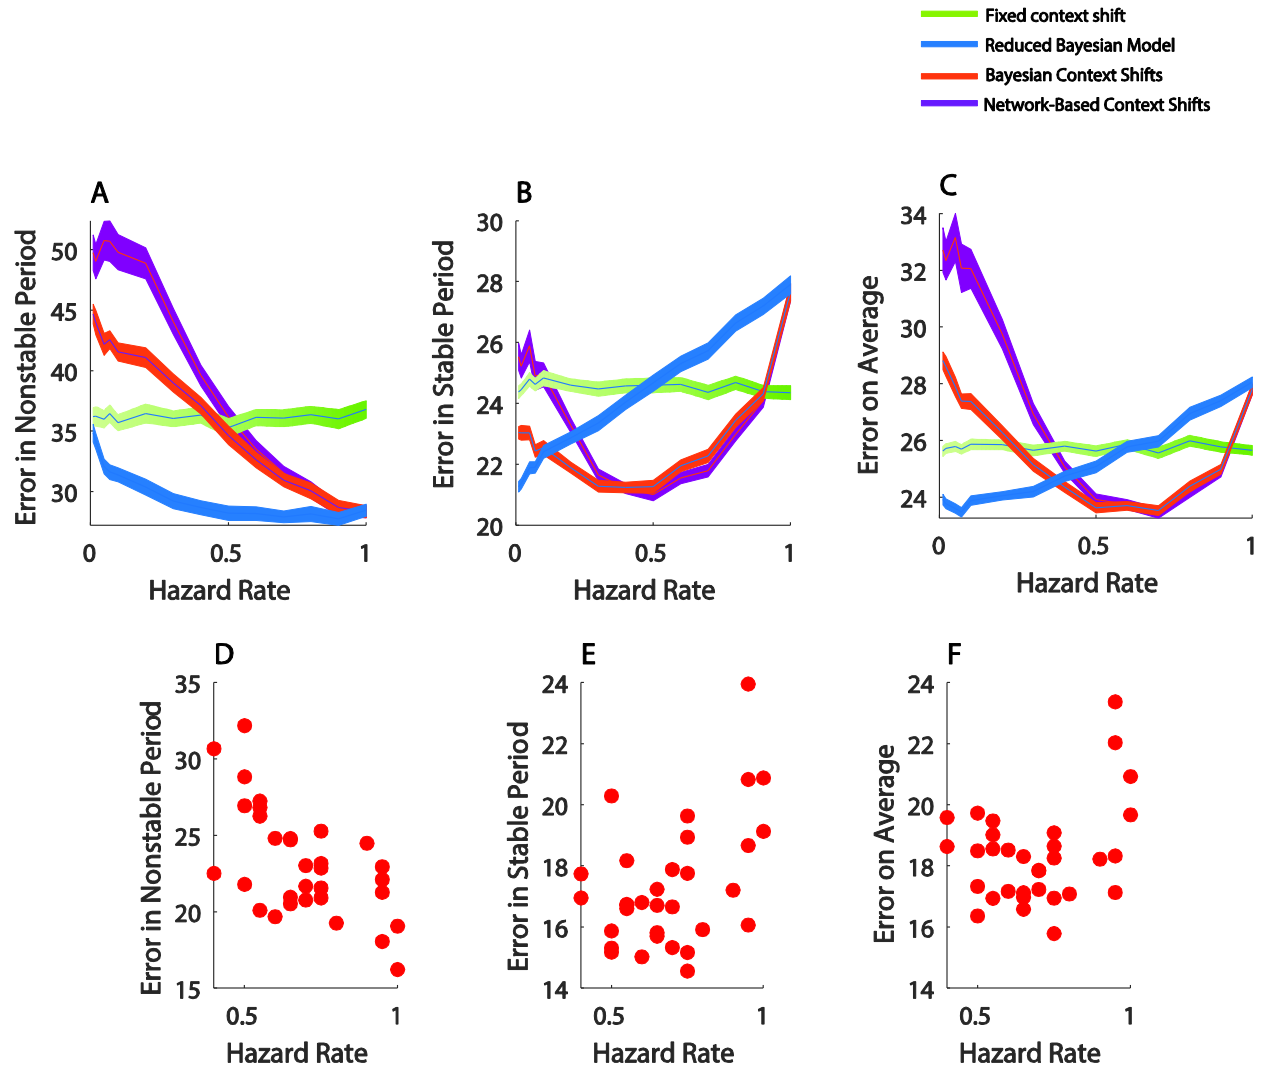 Fixed context shift
Reduced Bayesian Model
Bayesian Context Shifts
Network-Based Context Shifts
A
Error in Nonstable Period
50
45
40
35
30
0
0.5
1
Hazard Rate
B
Error in Stable Period
30
28
26
24
22
20
0
0.5
1
Hazard Rate
C
Error on Average
34
32
30
28
26
24
0
0.5
1
Hazard Rate
D
Error in Nonstable Period
35
30
25
20
15
0.5
1
Hazard Rate
E
Error in Stable Period
24
22
20
18
16
14
0.5
1
Hazard Rate
F
Error on Average
24
22
20
18
16
14
0.5
1
Hazard Rate